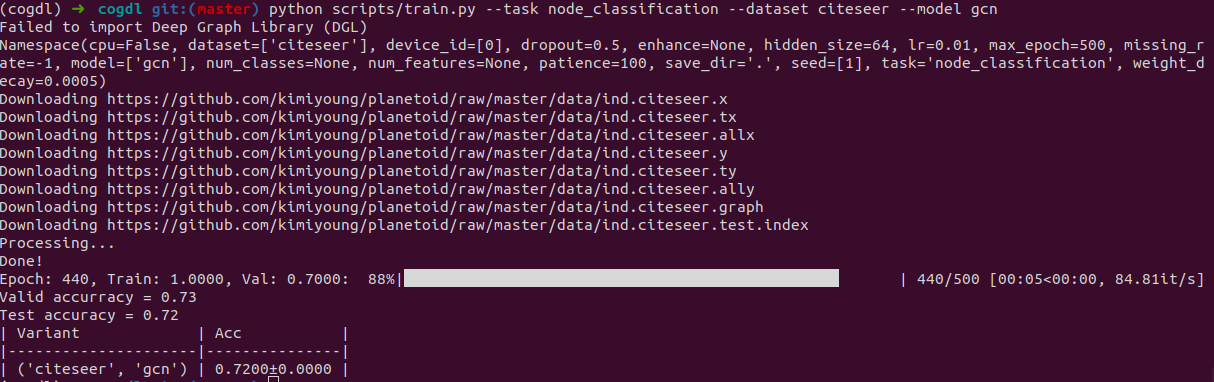 (cogdl) ➜ cogdl git:(master) python scripts/train.py --task node_classification --dataset citeseer --model gcn
Failed to import Deep Graph Library (DGL)
Namespace(cpu=False, dataset=['citeseer'], device_id=[0], dropout=0.5, enhance=None, hidden_size=64, lr=0.01, max_epoch=500, missing_r
ate=-1, model=['gcn'], num_classes=None, num_features=None, patience=100, save_dir='.', seed=[1], task='node_classification', weight_d
ecay=0.0005)
Downloading https://github.com/kimiyoung/planetoid/raw/master/data/ind.citeseer.x
Downloading https://github.com/kimiyoung/planetoid/raw/master/data/ind.citeseer.tx
Downloading https://github.com/kimiyoung/planetoid/raw/master/data/ind.citeseer.allx
Downloading https://github.com/kimiyoung/planetoid/raw/master/data/ind.citeseer.y
Downloading https://github.com/kimiyoung/planetoid/raw/master/data/ind.citeseer.ty
Downloading https://github.com/kimiyoung/planetoid/raw/master/data/ind.citeseer.ally
Downloading https://github.com/kimiyoung/planetoid/raw/master/data/ind.citeseer.graph
Downloading https://github.com/kimiyoung/planetoid/raw/master/data/ind.citeseer.test.index
Processing...
Done!
Epoch: 440, Train: 1.0000, Val: 0.7000:  88%|                | 440/500 [00:05<00:00, 84.81it/s]
Valid accurracy = 0.73
Test accuracy = 0.72
| Variant             | Acc           |
|---------------------|---------------|
| ('citeseer', 'gcn') | 0.7200±0.0000 |